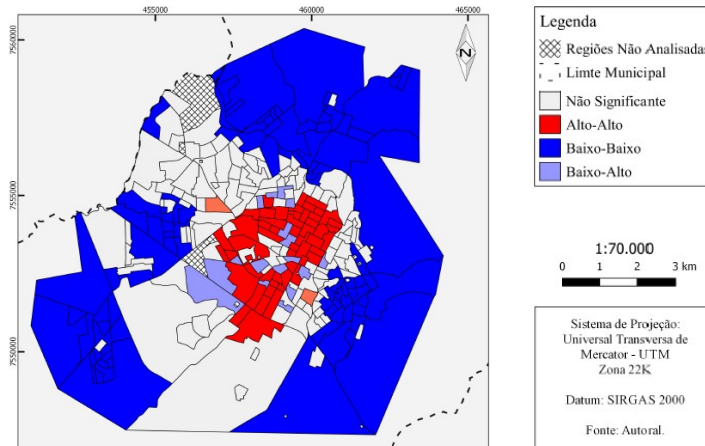 455000
460000
465000
7560000
7555000
7550000
N
Legenda
Regiões Não Analisadas
Limte Municipal
Não Significante
Alto-Alto
Baixo-Baixo
Baixo-Alto
1:70.000
0 1 2 3 km
Sistema de Projeção:
Universal Transversa de
Mercator - UTM
Zona 22K
Datum: SIRGAS 2000
Fonte: Autoral.